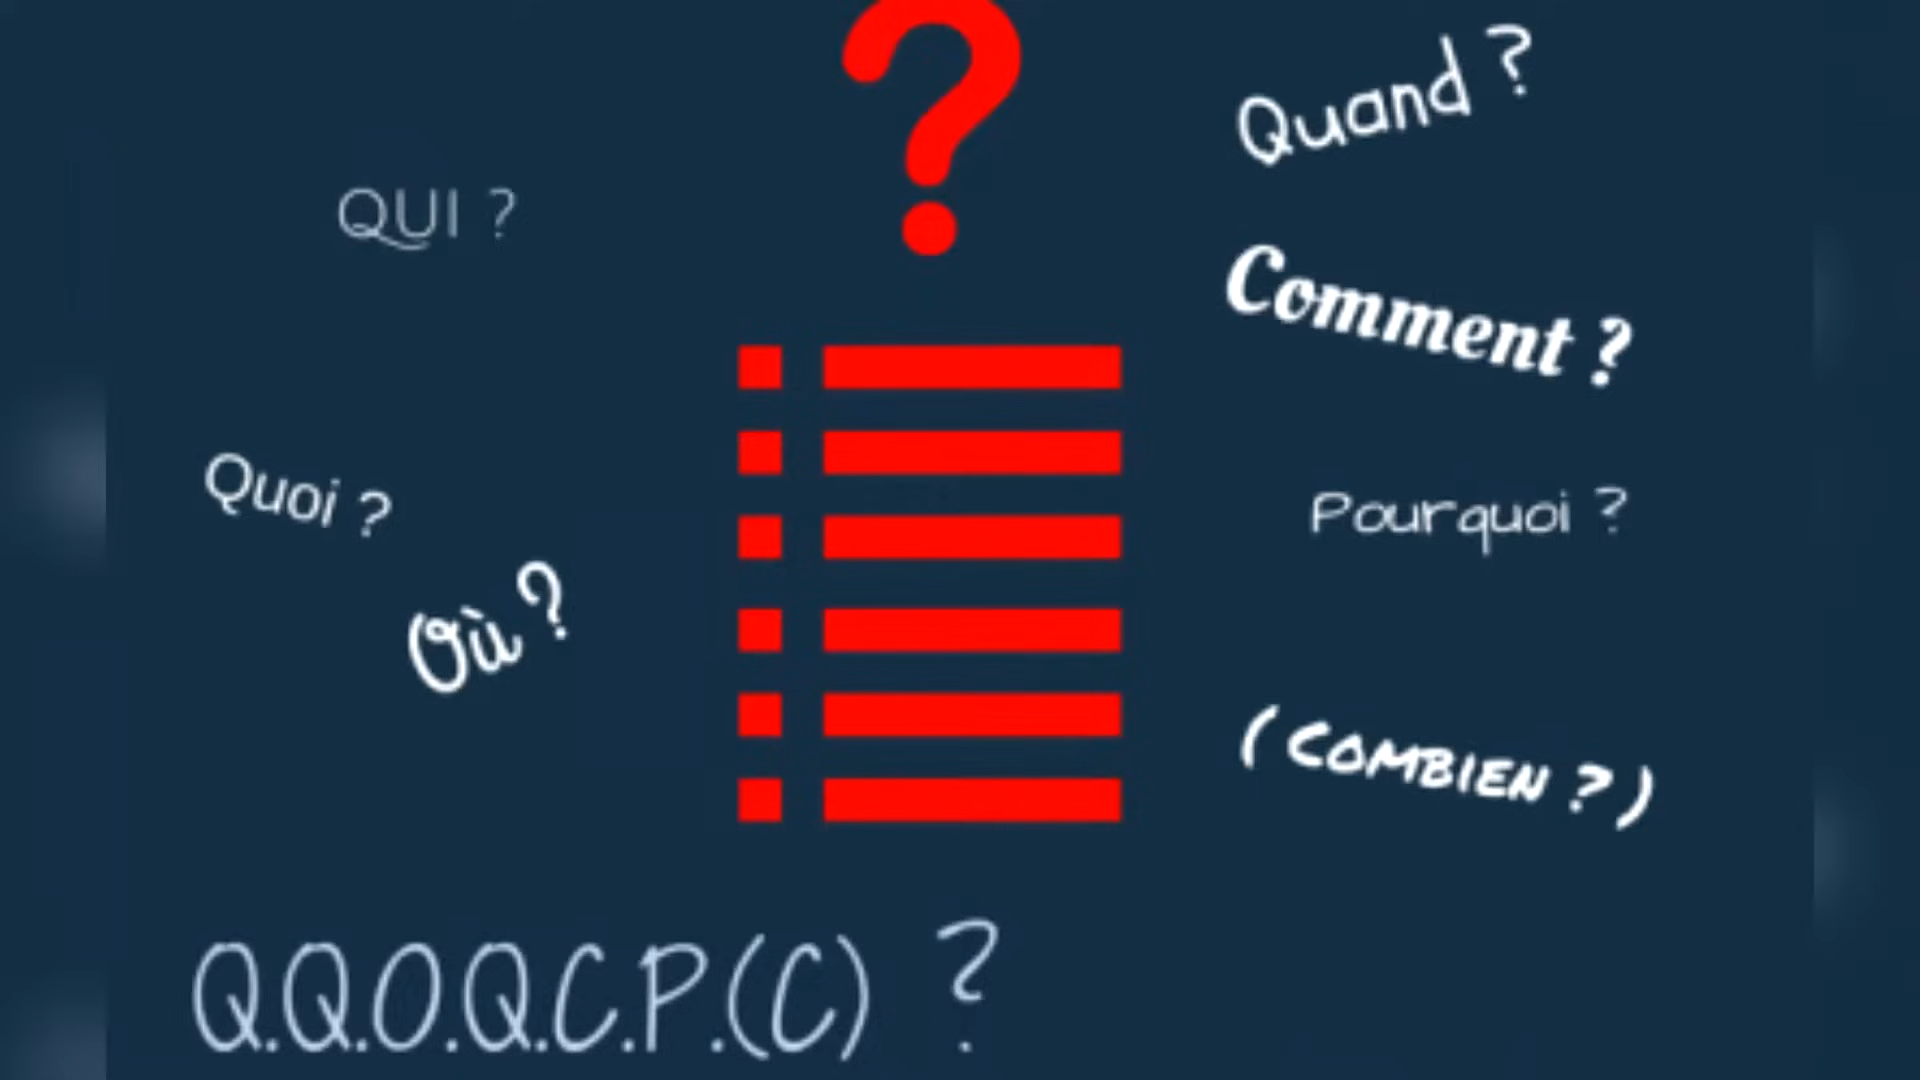 QUI ?
Quoi ?
Où ?
Quand ?
Comment ?
Pourquoi ?
(COMBIEN ?)
Q.Q.O.Q.C.P.(C) ?